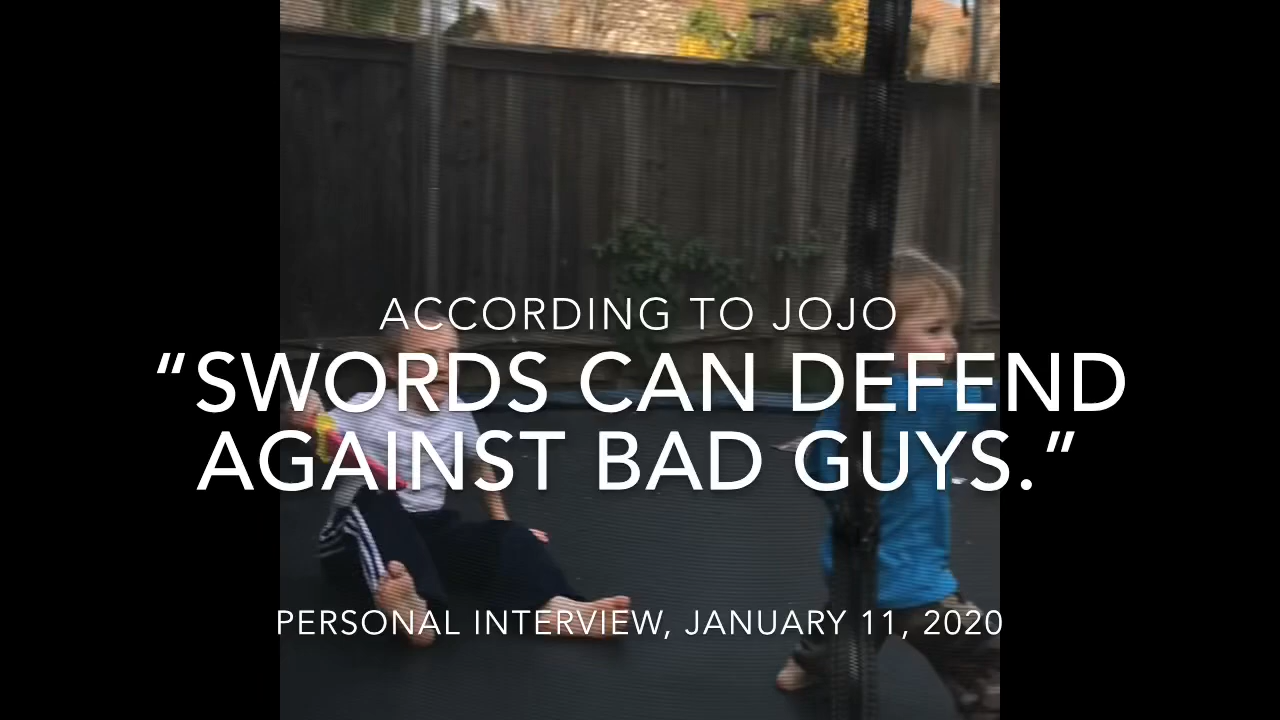 ACCORDING TO JOJO
“SWORDS CAN DEFEND
AGAINST BAD GUYS.”
PERSONAL INTERVIEW, JANUARY 11, 2020